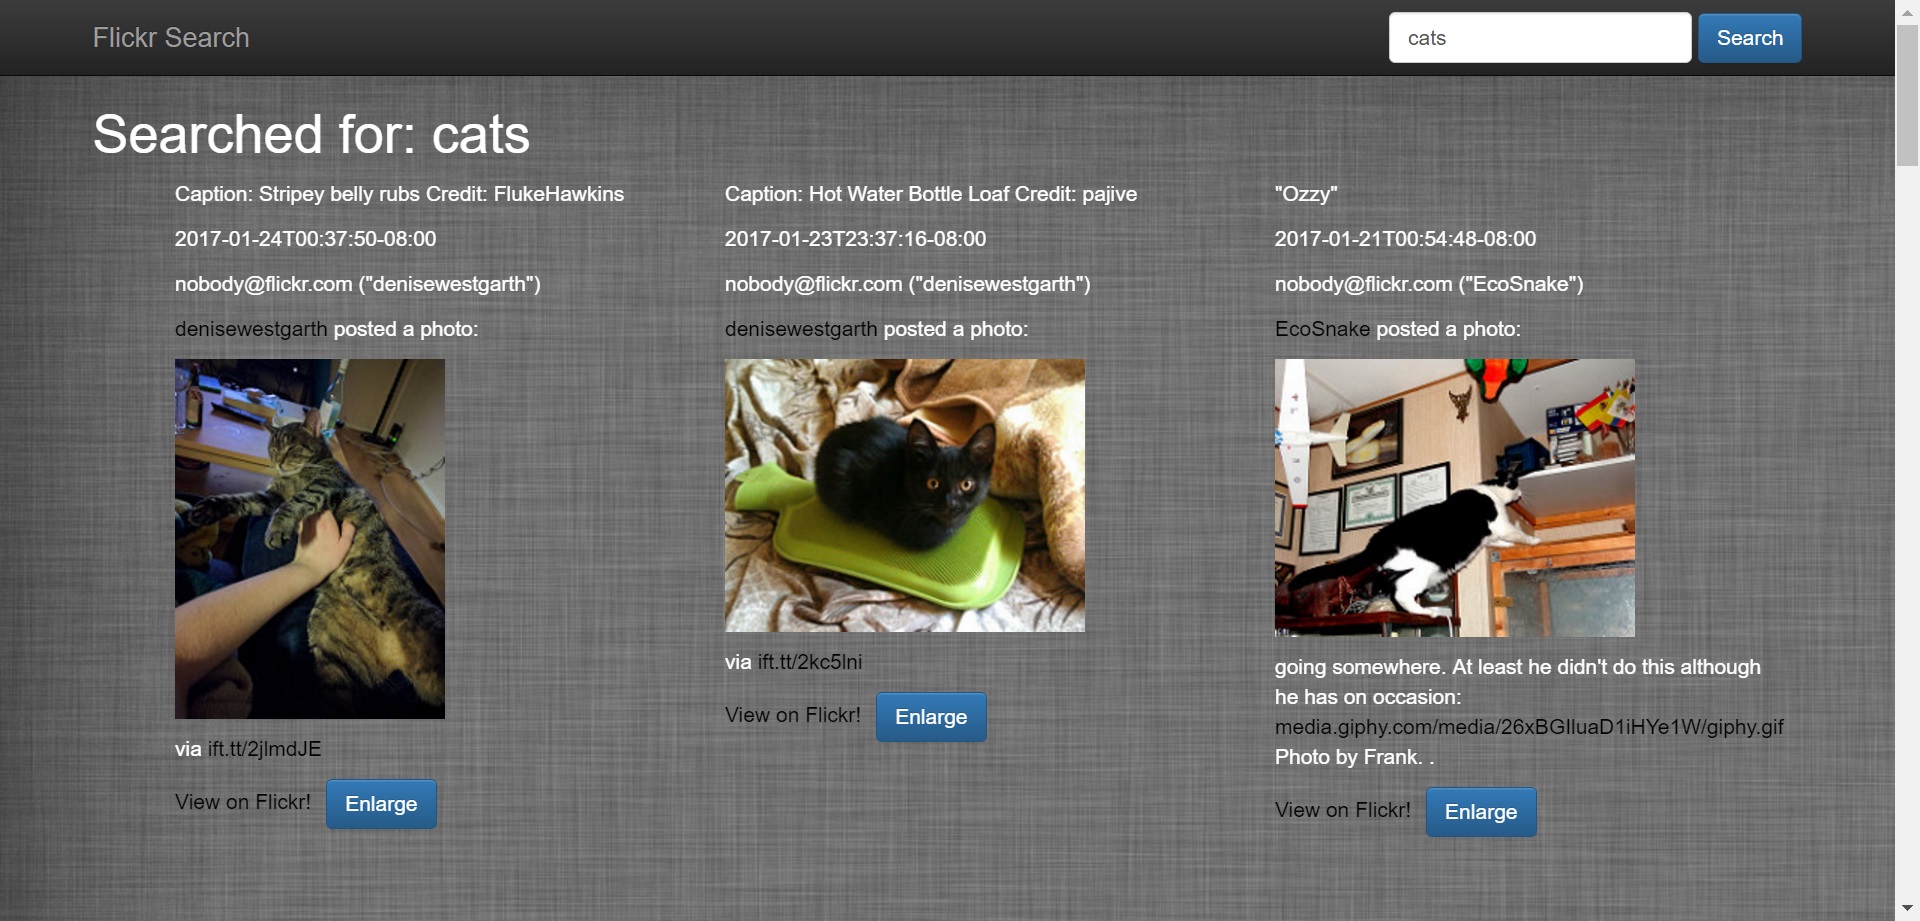 Flickr Search
cats
Search
Searched for: cats
Caption: Stripey belly rubs Credit: FlukeHawkins
2017-01-24T00:37:50-08:00
nobody@flickr.com ("denisewestgarth")
denisewestgarth posted a photo:
via ift.tt/2jlmdJE
View on Flickr!
Enlarge
Caption: Hot Water Bottle Loaf Credit: pajive
2017-01-23T23:37:16-08:00
nobody@flickr.com ("denisewestgarth")
denisewestgarth posted a photo:
via ift.tt/2kc5lni
View on Flickr!
Enlarge
"Ozzy"
2017-01-21T00:54:48-08:00
nobody@flickr.com ("EcoSnake")
EcoSnake posted a photo:
going somewhere. At least he didn't do this although
he has on occasion:
media.giphy.com/media/26xBGlluaD1iHYe1W/giphy.gif
Photo by Frank. .
View on Flickr!
Enlarge